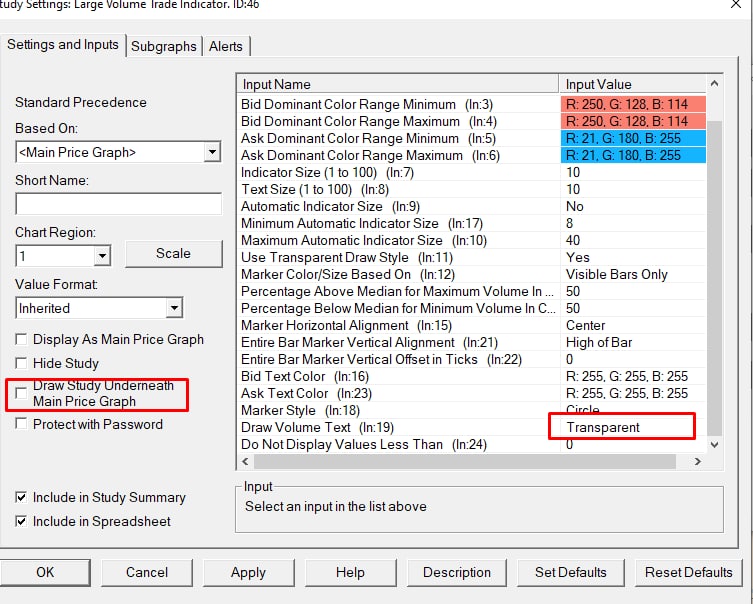 tudy Settings: Large Volume Trade Indicator. ID:46
Settings and Inputs Subgraphs Alerts
Standard Precedence
Based On:
<Main Price Graph>
Short Name:
Chart Region:
1 Scale
Value Format:
Inherited
Display As Main Price Graph
Hide Study
Draw Study Underneath
Main Price Graph
Protect with Password
Include in Study Summary
Include in Spreadsheet
Input Name Input Value
Bid Dominant Color Range Minimum (In:3) R: 250, G: 128, B: 114
Bid Dominant Color Range Maximum (In:4) R: 250, G: 128, B: 114
Ask Dominant Color Range Minimum (In:5) R: 21, G: 180, B: 255
Ask Dominant Color Range Maximum (In:6) R: 21, G: 180, B: 255
Indicator Size (1 to 100) (In:7) 10
Text Size (1 to 100) (In:8) 10
Automatic Indicator Size (In:9) No
Minimum Automatic Indicator Size (In:17) 8
Maximum Automatic Indicator Size (In:10) 40
Use Transparent Draw Style (In:11) Yes
Marker Color/Size Based On (In:12) Visible Bars Only
Percentage Above Median for Maximum Volume In ... 50
Percentage Below Median for Minimum Volume In C... 50
Marker Horizontal Alignment (In:15) Center
Entire Bar Marker Vertical Alignment (In:21) High of Bar
Entire Bar Marker Vertical Offset in Ticks (In:22) 0
Bid Text Color (In:16) R: 255, G: 255, B: 255
Ask Text Color (In:23) R: 255, G: 255, B: 255
Marker Style (In:18) Circle
Draw Volume Text (In:19) Transparent
Do Not Display Values Less Than (In:24) 0
Input
Select an input in the list above
OK Cancel Apply Help Description Set Defaults Reset Defaults